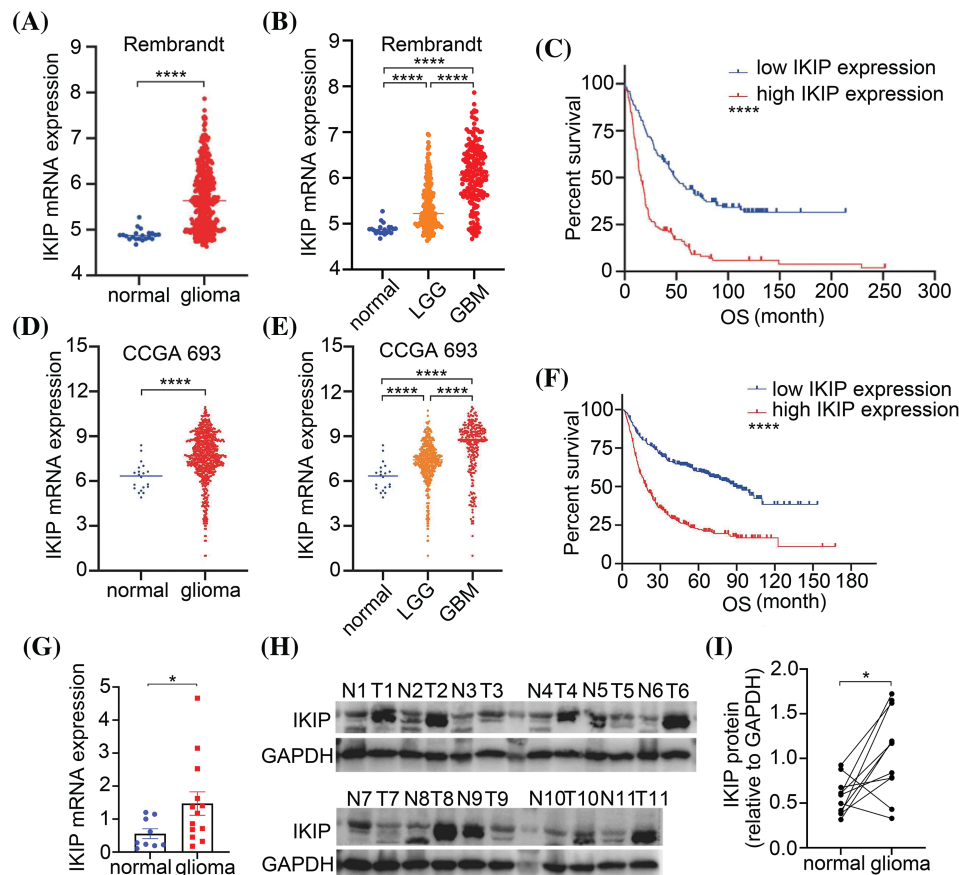 (A)
Rembrandt
****
IKIP mRNA expression
9
8
7
6
5
4
normal glioma
(B)
Rembrandt
****
**** ****
IKIP mRNA expression
9
8
7
6
5
4
normal
LGG
GBM
(C)
low IKIP expression
high IKIP expression
****
Percent survival
100
75
50
25
0
0 50 100 150 200 250 300
OS (month)
(D)
CCGA 693
****
IKIP mRNA expression
15
12
9
6
3
0
normal glioma
(E)
CCGA 693
****
**** ****
IKIP mRNA expression
15
12
9
6
3
0
normal
LGG
GBM
(F)
low IKIP expression
high IKIP expression
****
Percent survival
100
75
50
25
0
0 30 60 90 120 150 180
OS (month)
(G)
*
IKIP mRNA expression
5
4
3
2
1
0
normal glioma
(H)
N1 T1 N2 T2 N3 T3 N4 T4 N5 T5 N6 T6
IKIP
GAPDH
N7 T7 N8 T8 N9 T9 N10 T10 N11 T11
IKIP
GAPDH
(I)
*
IKIP protein
(relative to GAPDH)
2.0
1.5
1.0
0.5
0.0
normal glioma